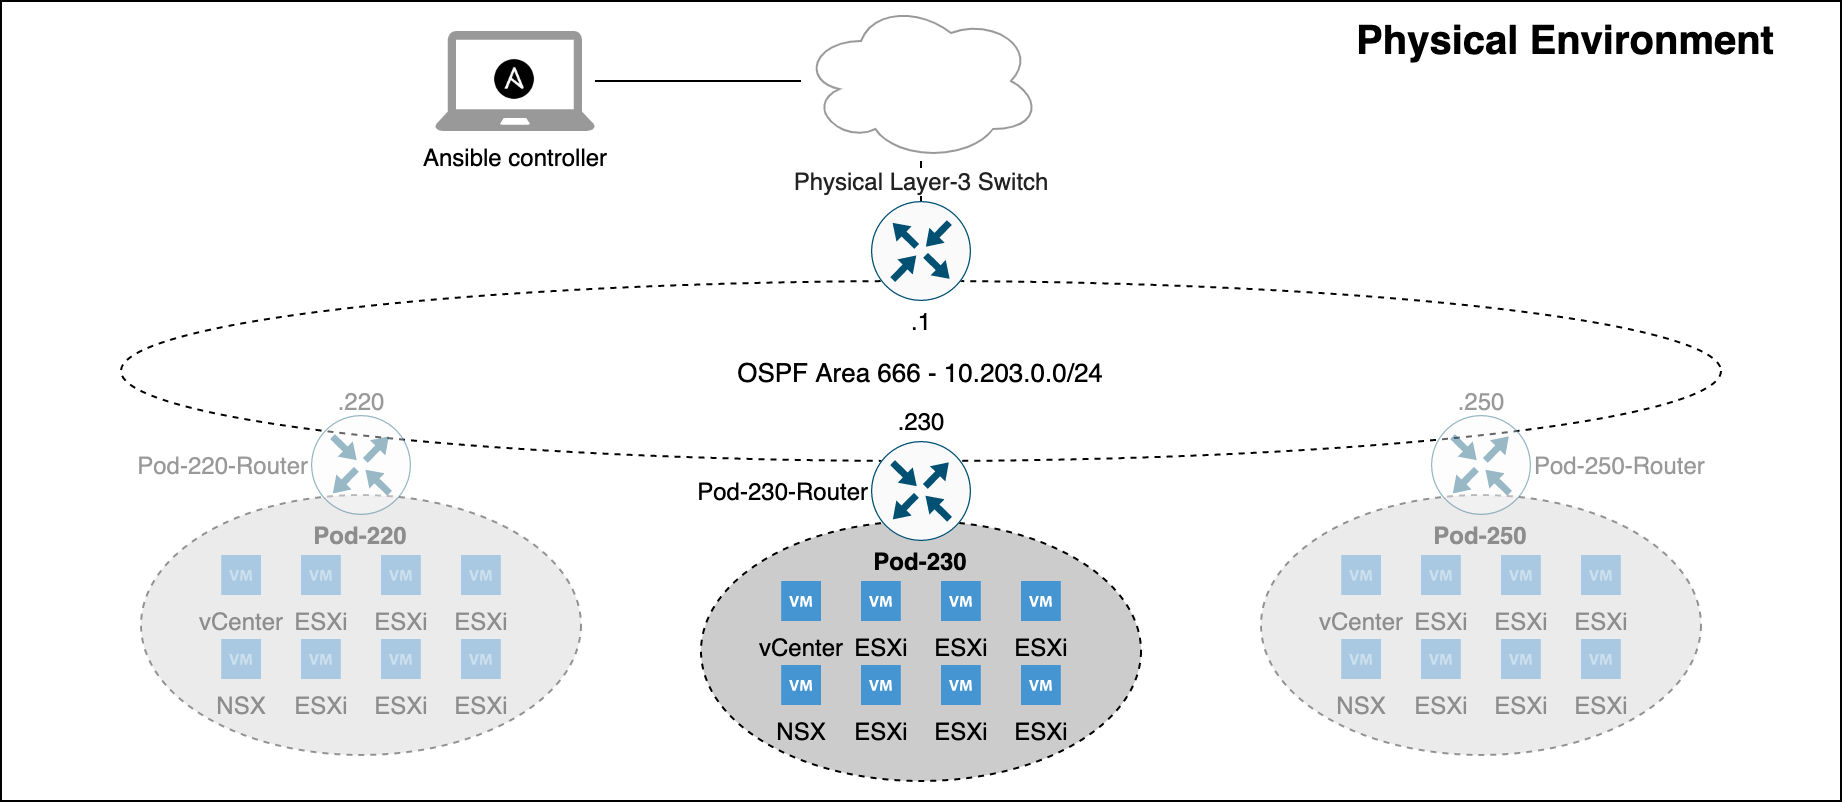 Physical Environment
Ansible controller
Physical Layer-3 Switch
.1
OSPF Area 666 - 10.203.0.0/24
.220
.230
.250
Pod-220-Router
Pod-230-Router
Pod-250-Router
Pod-220
VM VM VM VM
vCenter ESXi ESXi ESXi
VM VM VM VM
NSX ESXi ESXi ESXi
Pod-230
VM VM VM VM
vCenter ESXi ESXi ESXi
VM VM VM VM
NSX ESXi ESXi ESXi
Pod-250
VM VM VM VM
vCenter ESXi ESXi ESXi
VM VM VM VM
NSX ESXi ESXi ESXi